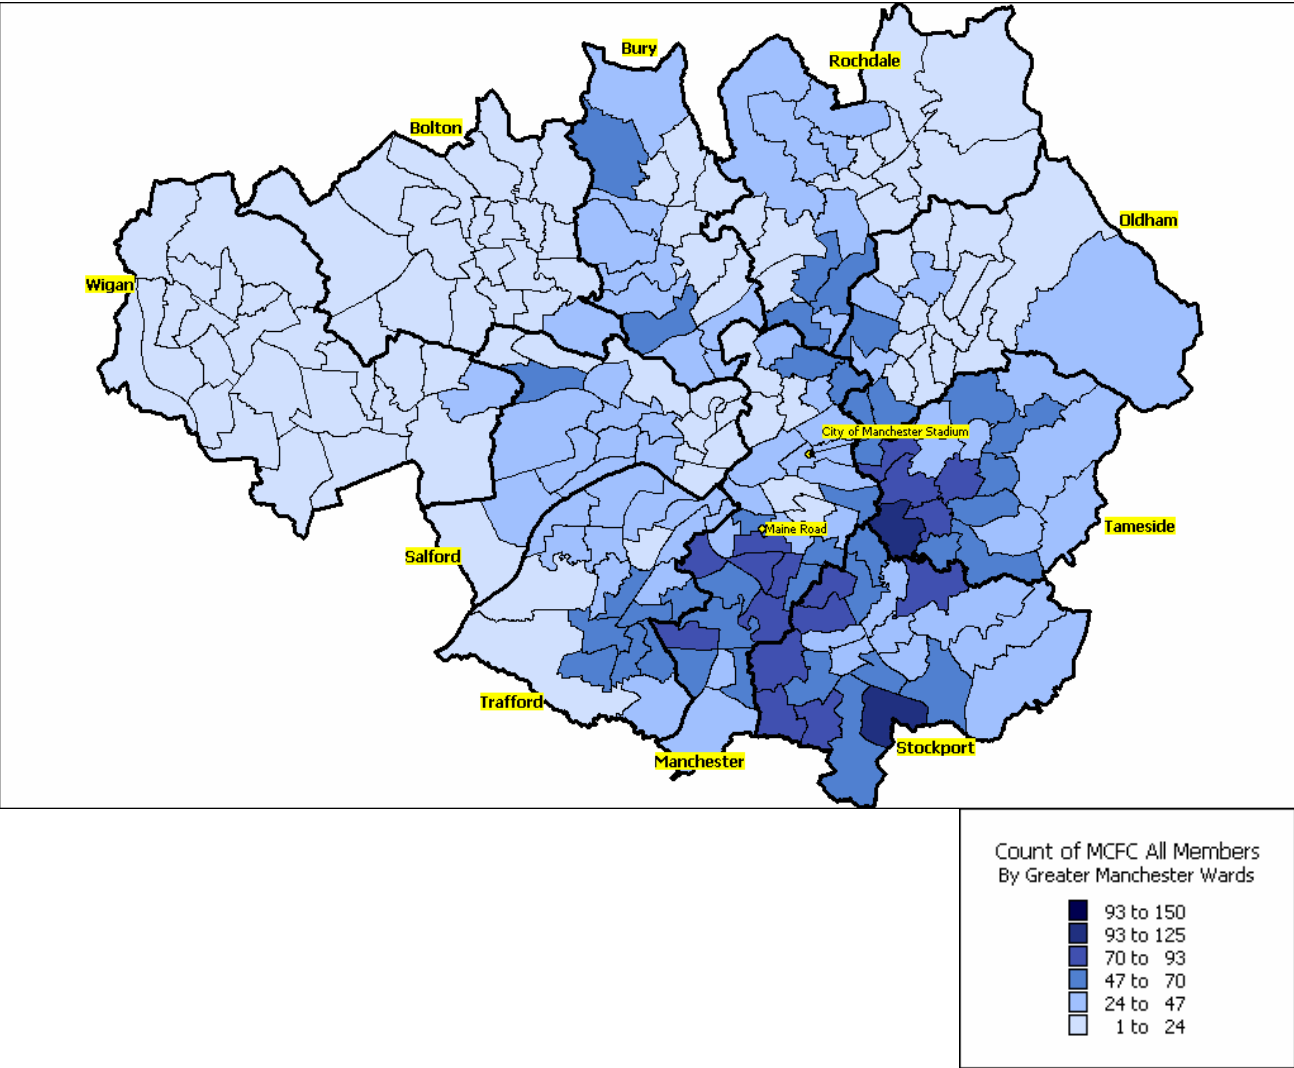 Bury
Rochdale
Bolton
Oldham
Wigan
City of Manchester Stadium
Maine Road
Tameside
Salford
Trafford
Stockport
Manchester
Count of MCFC All Members
By Greater Manchester Wards
93 to 150
93 to 125
70 to 93
47 to 70
24 to 47
1 to 24